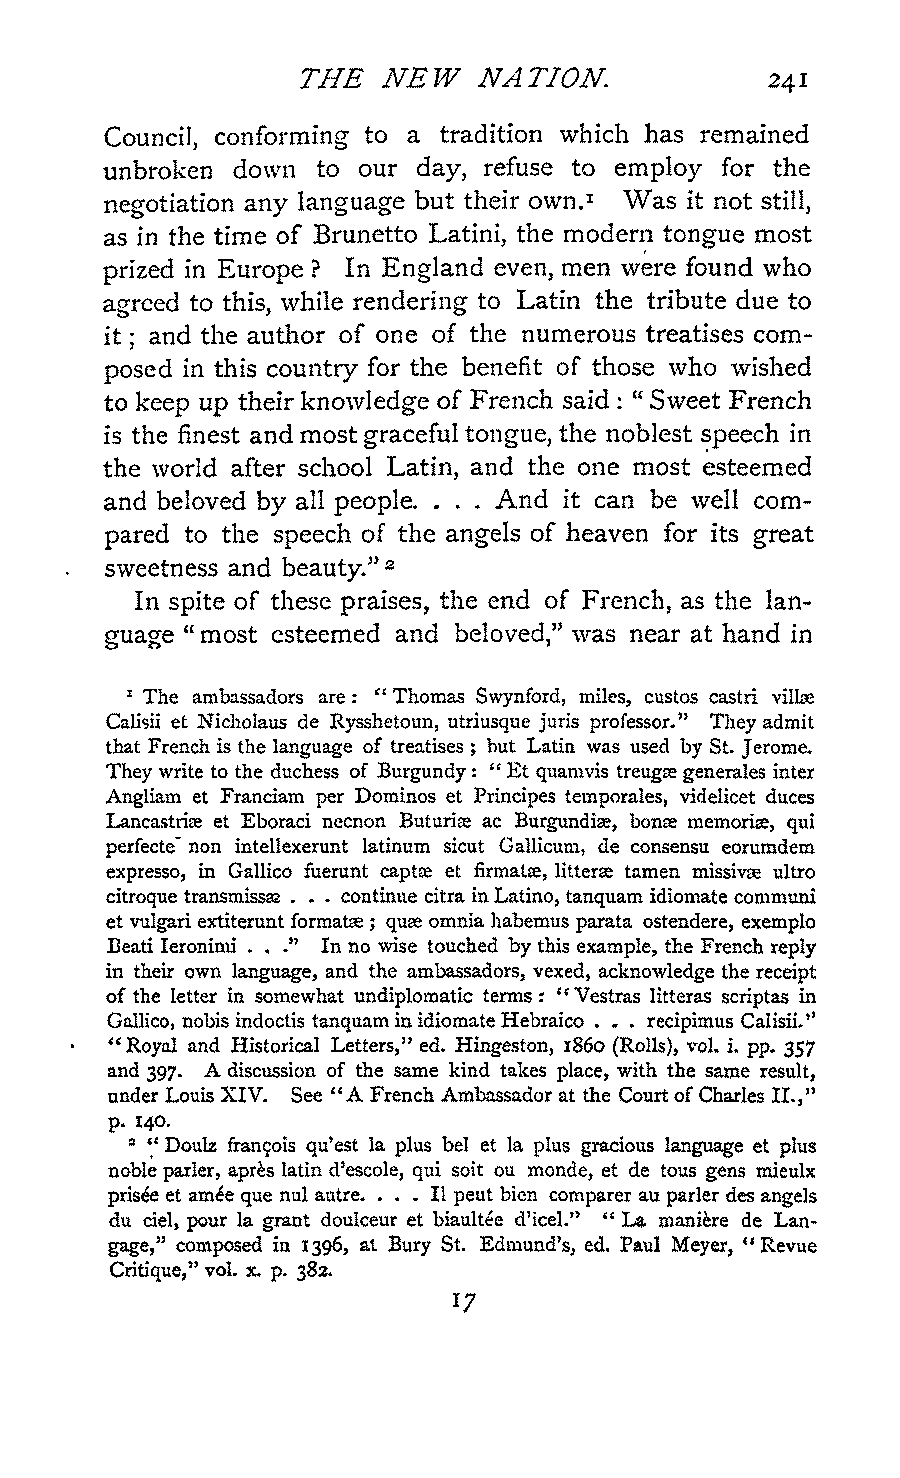 THE NEW NATION. 241
Council, conforming to a tradition which has remained
unbroken down to our day, refuse to employ for the
negotiation any language but their own.¹ Was it not still,
as in the time of Brunetto Latini, the modern tongue most
prized in Europe ? In England even, men were found who
agreed to this, while rendering to Latin the tribute due to
it ; and the author of one of the numerous treatises com-
posed in this country for the benefit of those who wished
to keep up their knowledge of French said : “ Sweet French
is the finest and most graceful tongue, the noblest speech in
the world after school Latin, and the one most esteemed
and beloved by all people. . . . And it can be well com-
pared to the speech of the angels of heaven for its great
sweetness and beauty.” ²
In spite of these praises, the end of French, as the lan-
guage “ most esteemed and beloved,” was near at hand in
¹ The ambassadors are : “ Thomas Swynford, miles, custos castri villæ
Calisii et Nicholaus de Rysshetoun, utriusque juris professor.” They admit
that French is the language of treatises ; but Latin was used by St. Jerome.
They write to the duchess of Burgundy : “ Et quamvis treugæ generales inter
Angliam et Franciam per Dominos et Principes temporales, videlicet duces
Lancastriæ et Eboraci necnon Buturiæ ac Burgundiæ, bonæ memoriæ, qui
perfecte non intellexerunt latinum sicut Gallicum, de consensu eorumdem
expresso, in Gallico fuerunt captæ et firmatæ, litteræ tamen missivæ ultro
citroque transmissæ . . . continue citra in Latino, tanquam idiomate communi
et vulgari extiterunt formatæ ; quæ omnia habemus parata ostendere, exemplo
Beati Ieronimi . . .” In no wise touched by this example, the French reply
in their own language, and the ambassadors, vexed, acknowledge the receipt
of the letter in somewhat undiplomatic terms : “ Vestras litteras scriptas in
Gallico, nobis indoctis tanquam in idiomate Hebraico . . . recipimus Calisii.”
“ Royal and Historical Letters,” ed. Hingeston, 1860 (Rolls), vol. i. pp. 357
and 397. A discussion of the same kind takes place, with the same result,
under Louis XIV. See “ A French Ambassador at the Court of Charles II.,”
p. 140.
² “ Doulz françois qu’est la plus bel et la plus gracious language et plus
noble parler, après latin d’escole, qui soit ou monde, et de tous gens mieulx
prisée et amée que nul autre. . . . Il peut bien comparer au parler des angels
du ciel, pour la grant doulceur et biaultée d’icel.” “ La manière de Lan-
gage,” composed in 1396, at Bury St. Edmund’s, ed. Paul Meyer, “ Revue
Critique,” vol. x. p. 382.
17